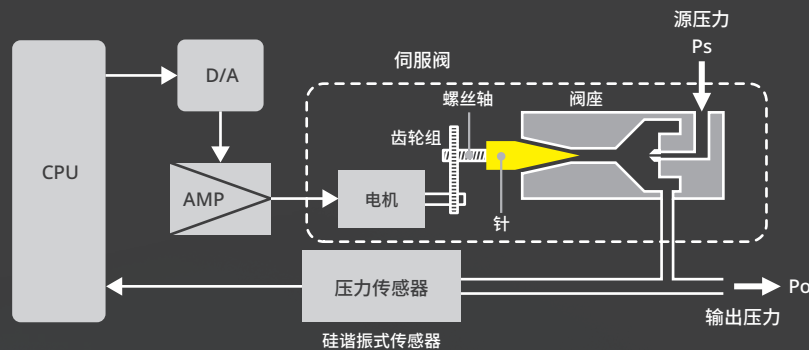 源压力
Ps
伺服阀
D/A
螺丝轴
阀座
齿轮组
CPU
AMP
电机
针
压力传感器
Po
输出压力
硅谐振式传感器